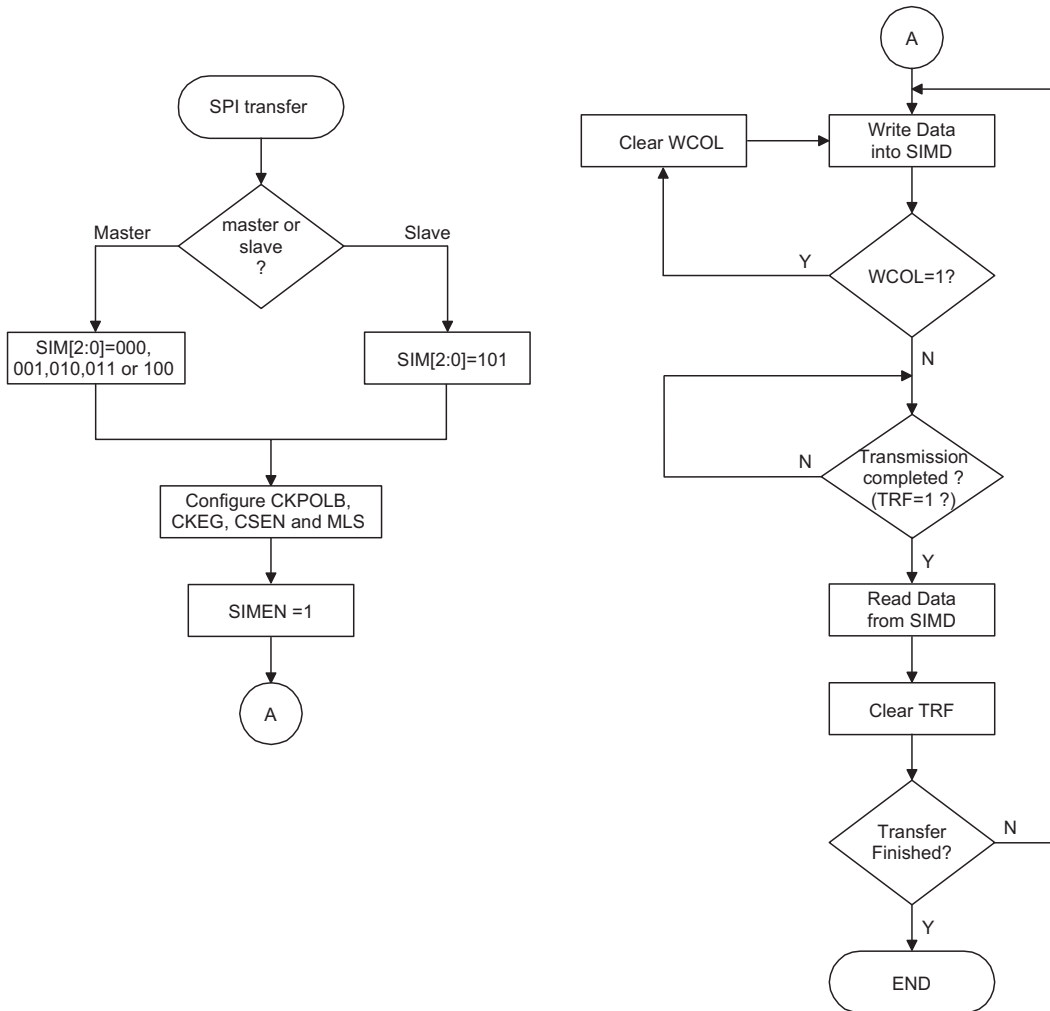 SPI transfer
master or
slave
?
Master
Slave
SIM[2:0]=000,
001,010,011 or 100
SIM[2:0]=101
Configure CKPOLB,
CKEG, CSEN and MLS
SIMEN =1
A
A
Write Data
into SIMD
Clear WCOL
WCOL=1?
Y
N
Transmission
completed ?
(TRF=1 ?)
N
Y
Read Data
from SIMD
Clear TRF
Transfer
Finished?
N
Y
END